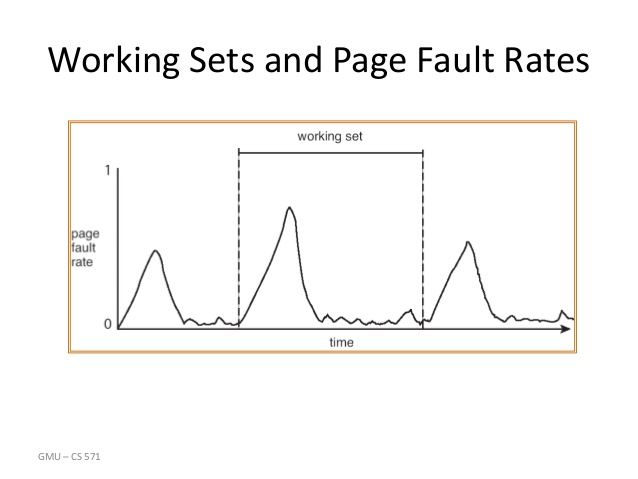 Working Sets and Page Fault Rates
working set
1
page
fault
rate
0
time
GMU – CS 571